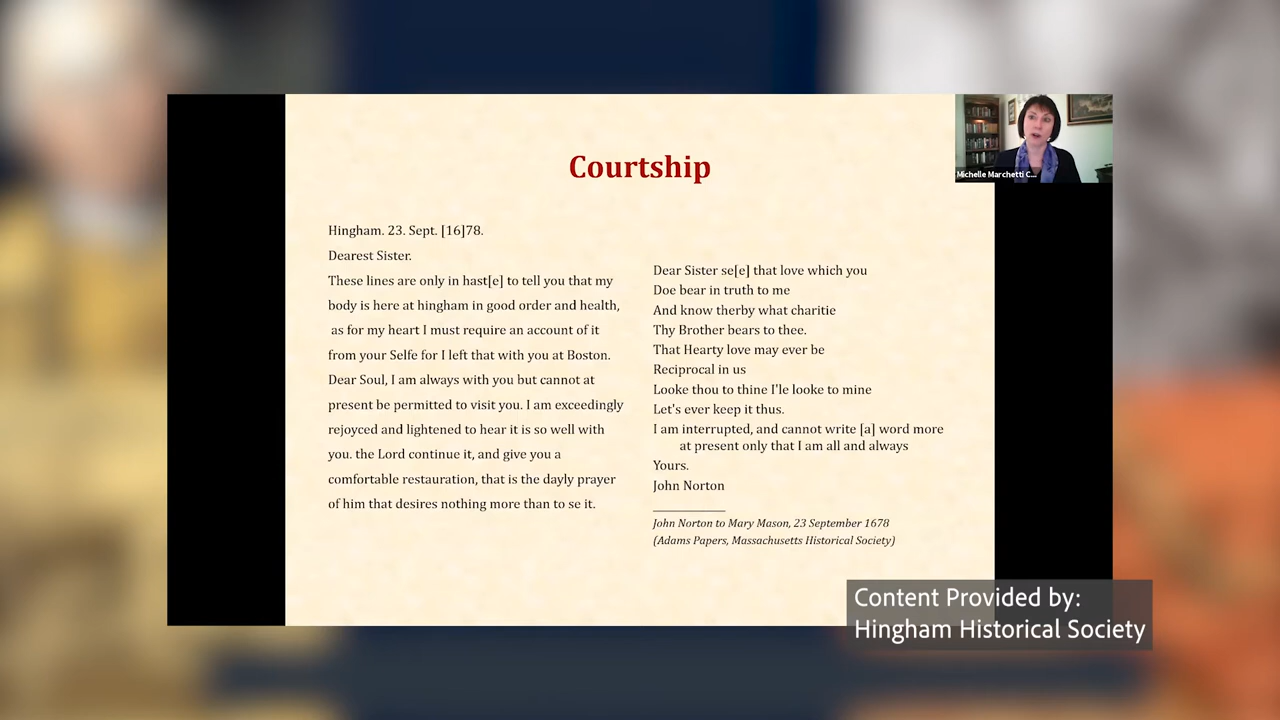 Courtship
Michelle Marchetti C...
Hingham. 23. Sept. [16]78.
Dearest Sister.
These lines are only in hast[e] to tell you that my
body is here at hingham in good order and health,
as for my heart I must require an account of it
from your Selfe for I left that with you at Boston.
Dear Soul, I am always with you but cannot at
present be permitted to visit you. I am exceedingly
rejoyced and lightened to hear it is so well with
you. the Lord continue it, and give you a
comfortable restauration, that is the dayly prayer
of him that desires nothing more than to se it.
Dear Sister se[e] that love which you
Doe bear in truth to me
And know therby what charitie
Thy Brother bears to thee.
That Hearty love may ever be
Reciprocal in us
Looke thou to thine I'le looke to mine
Let's ever keep it thus.
I am interrupted, and cannot write [a] word more
at present only that I am all and always
Yours.
John Norton
John Norton to Mary Mason, 23 September 1678
(Adams Papers, Massachusetts Historical Society)
Content Provided by:
Hingham Historical Society